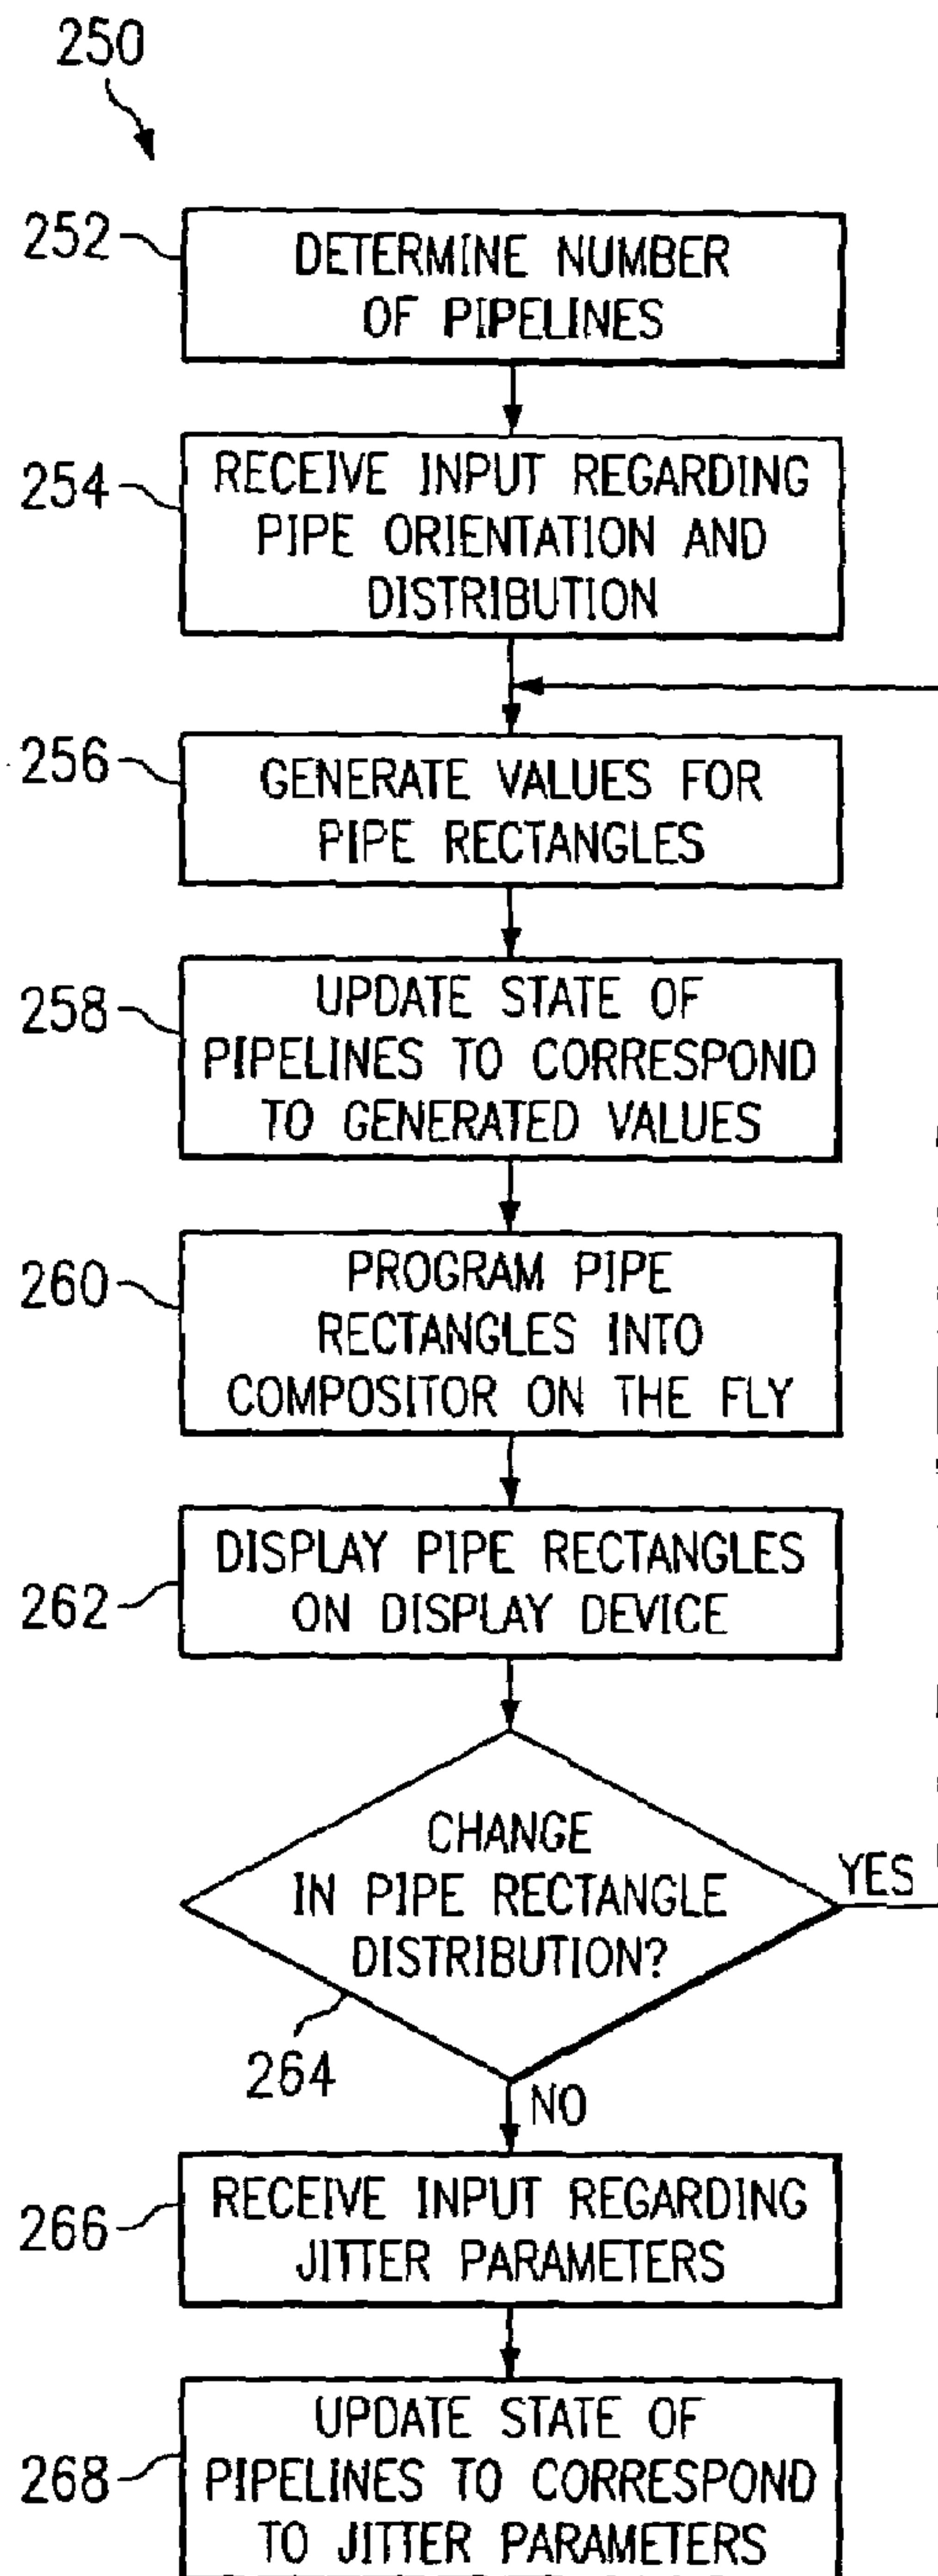 250
252
DETERMINE NUMBER
OF PIPELINES
254
RECEIVE INPUT REGARDING
PIPE ORIENTATION AND
DISTRIBUTION
256
GENERATE VALUES FOR
PIPE RECTANGLES
258
UPDATE STATE OF
PIPELINES TO CORRESPOND
TO GENERATED VALUES
260
PROGRAM PIPE
RECTANGLES INTO
COMPOSITOR ON THE FLY
262
DISPLAY PIPE RECTANGLES
ON DISPLAY DEVICE
CHANGE
IN PIPE RECTANGLE
DISTRIBUTION?
YES
264
NO
266
RECEIVE INPUT REGARDING
JITTER PARAMETERS
268
UPDATE STATE OF
PIPELINES TO CORRESPOND
TO JITTER PARAMETERS